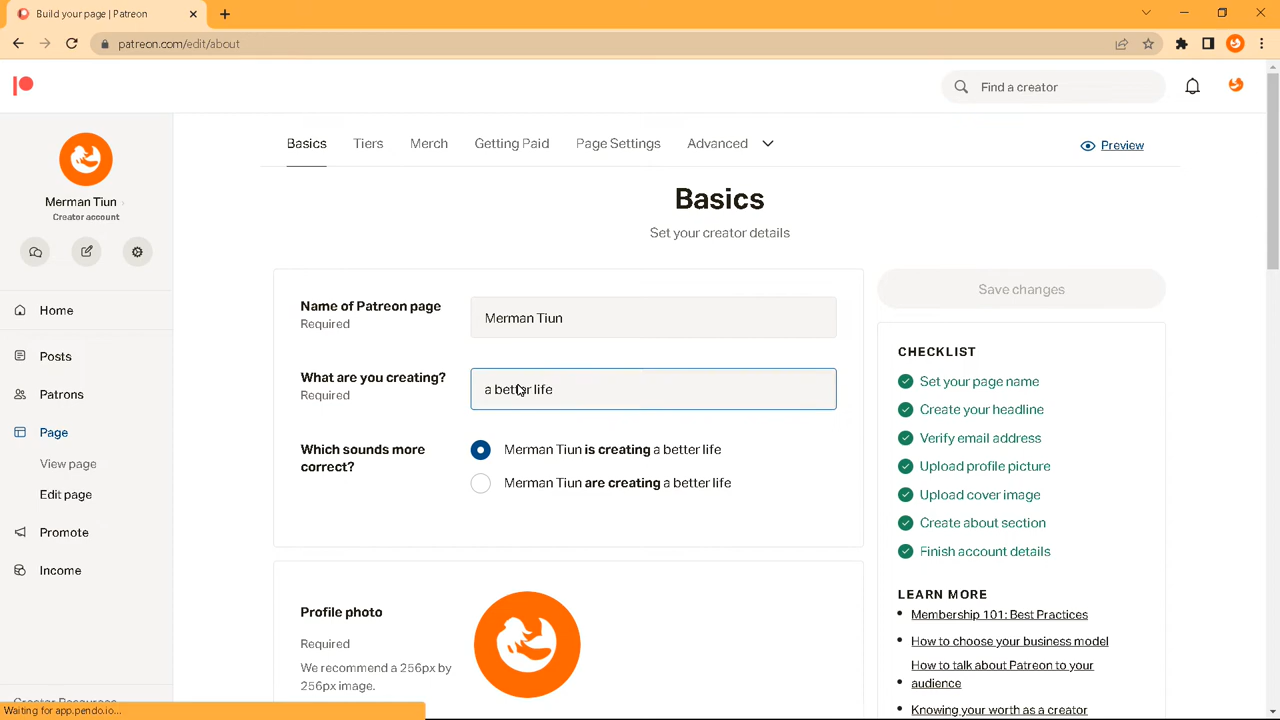 Build your page | Patreon
patreon.com/edit/about
Find a creator
Merman Tiun
Creator account
Home
Posts
Patrons
Page
View page
Edit page
Promote
Income
Basics
Tiers
Merch
Getting Paid
Page Settings
Advanced
Preview
Basics
Set your creator details
Name of Patreon page
Required
Merman Tiun
What are you creating?
Required
a better life
Which sounds more
correct?
Merman Tiun is creating a better life
Merman Tiun are creating a better life
Profile photo
Required
We recommend a 256px by
256px image.
Save changes
CHECKLIST
Set your page name
Create your headline
Verify email address
Upload profile picture
Upload cover image
Create about section
Finish account details
LEARN MORE
Membership 101: Best Practices
How to choose your business model
How to talk about Patreon to your
audience
Knowing your worth as a creator
Creator Resources
Waiting for app.pendo.io...